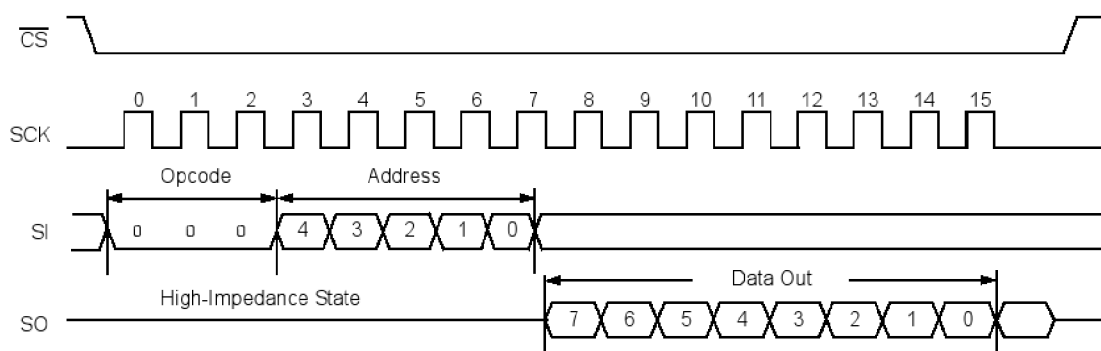 CS
0 1 2 3 4 5 6 7 8 9 10 11 12 13 14 15
SCK
Opcode Address
SI 0 0 0 4 3 2 1 0
High-Impedance State Data Out
SO 7 6 5 4 3 2 1 0